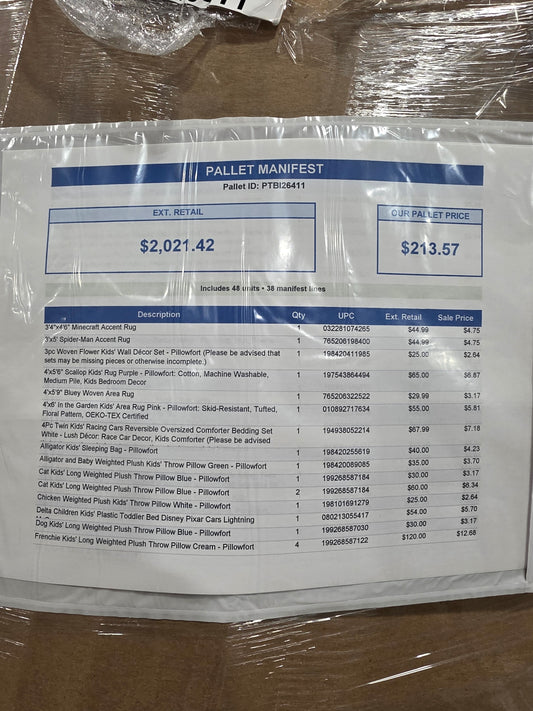 PALLET MANIFEST
Pallet ID: PTBI26411
EXT. RETAIL
$2,021.42
OUR PALLET PRICE
$213.57
Includes 48 units • 38 manifest lines
Description Qty UPC Ext. Retail Sale Price
3'4"x4'6" Minecraft Accent Rug 1 032281074265 $44.99 $4.75
3'x5' Spider-Man Accent Rug 1 765206198400 $44.99 $4.75
3pc Woven Flower Kids' Wall Décor Set - Pillowfort (Please be advised that
sets may be missing pieces or otherwise incomplete.) 1 198420411985 $25.00 $2.64
4'x5'6" Scallop Kids' Rug Purple - Pillowfort: Cotton, Machine Washable,
Medium Pile, Kids Bedroom Decor 1 197543864494 $65.00 $6.87
4'x5'9" Bluey Woven Area Rug 1 765206322522 $29.99 $3.17
4'x6' In the Garden Kids' Area Rug Pink - Pillowfort: Skid-Resistant, Tufted,
Floral Pattern, OEKO-TEX Certified 1 010892717634 $55.00 $5.81
4Pc Twin Kids' Racing Cars Reversible Oversized Comforter Bedding Set
White - Lush Décor: Race Car Decor, Kids Comforter (Please be advised 1 194938052214 $67.99 $7.18
Alligator Kids' Sleeping Bag - Pillowfort 1 198420255619 $40.00 $4.23
Alligator and Baby Weighted Plush Kids' Throw Pillow Green - Pillowfort 1 198420089085 $35.00 $3.70
Cat Kids' Long Weighted Plush Throw Pillow Blue - Pillowfort 1 199268587184 $30.00 $3.17
Cat Kids' Long Weighted Plush Throw Pillow Blue - Pillowfort 2 199268587184 $60.00 $6.34
Chicken Weighted Plush Kids' Throw Pillow White - Pillowfort 1 198101691279 $25.00 $2.64
Delta Children Kids' Plastic Toddler Bed Disney Pixar Cars Lightning 1 080213055417 $54.00 $5.70
Dog Kids' Long Weighted Plush Throw Pillow Blue - Pillowfort 1 199268587030 $30.00 $3.17
Frenchie Kids' Long Weighted Plush Throw Pillow Cream - Pillowfort 4 199268587122 $120.00 $12.68